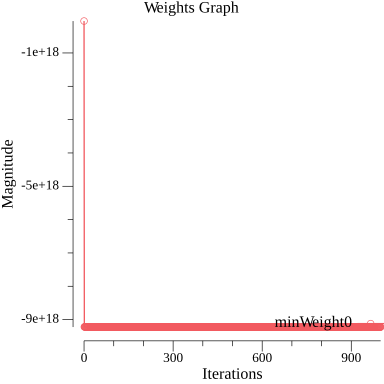 Weights Graph
-1e+18
-5e+18
-9e+18
Magnitude
minWeight0
0
300
600
900
Iterations